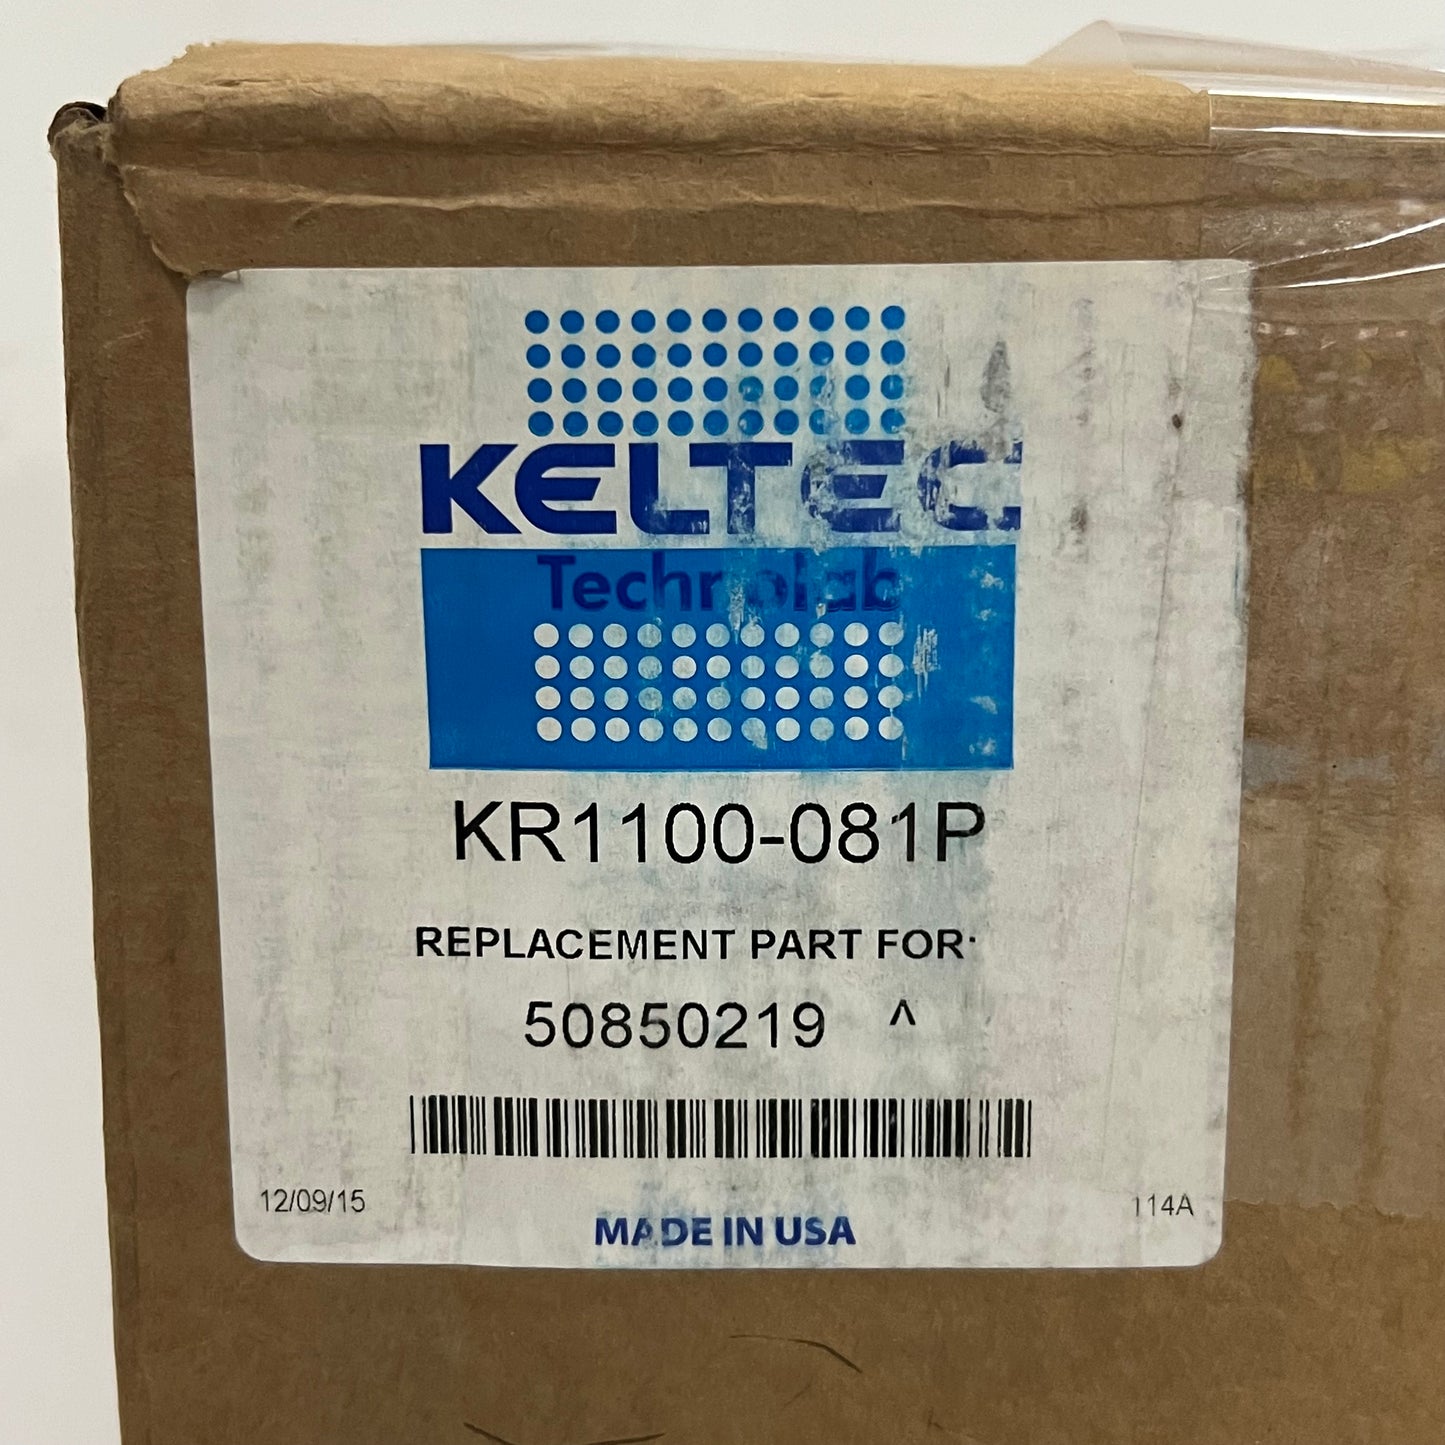 KELTEC
Technolab
KR1100-081P
REPLACEMENT PART FOR:
50850219 ^
12/09/15
114A
MADE IN USA